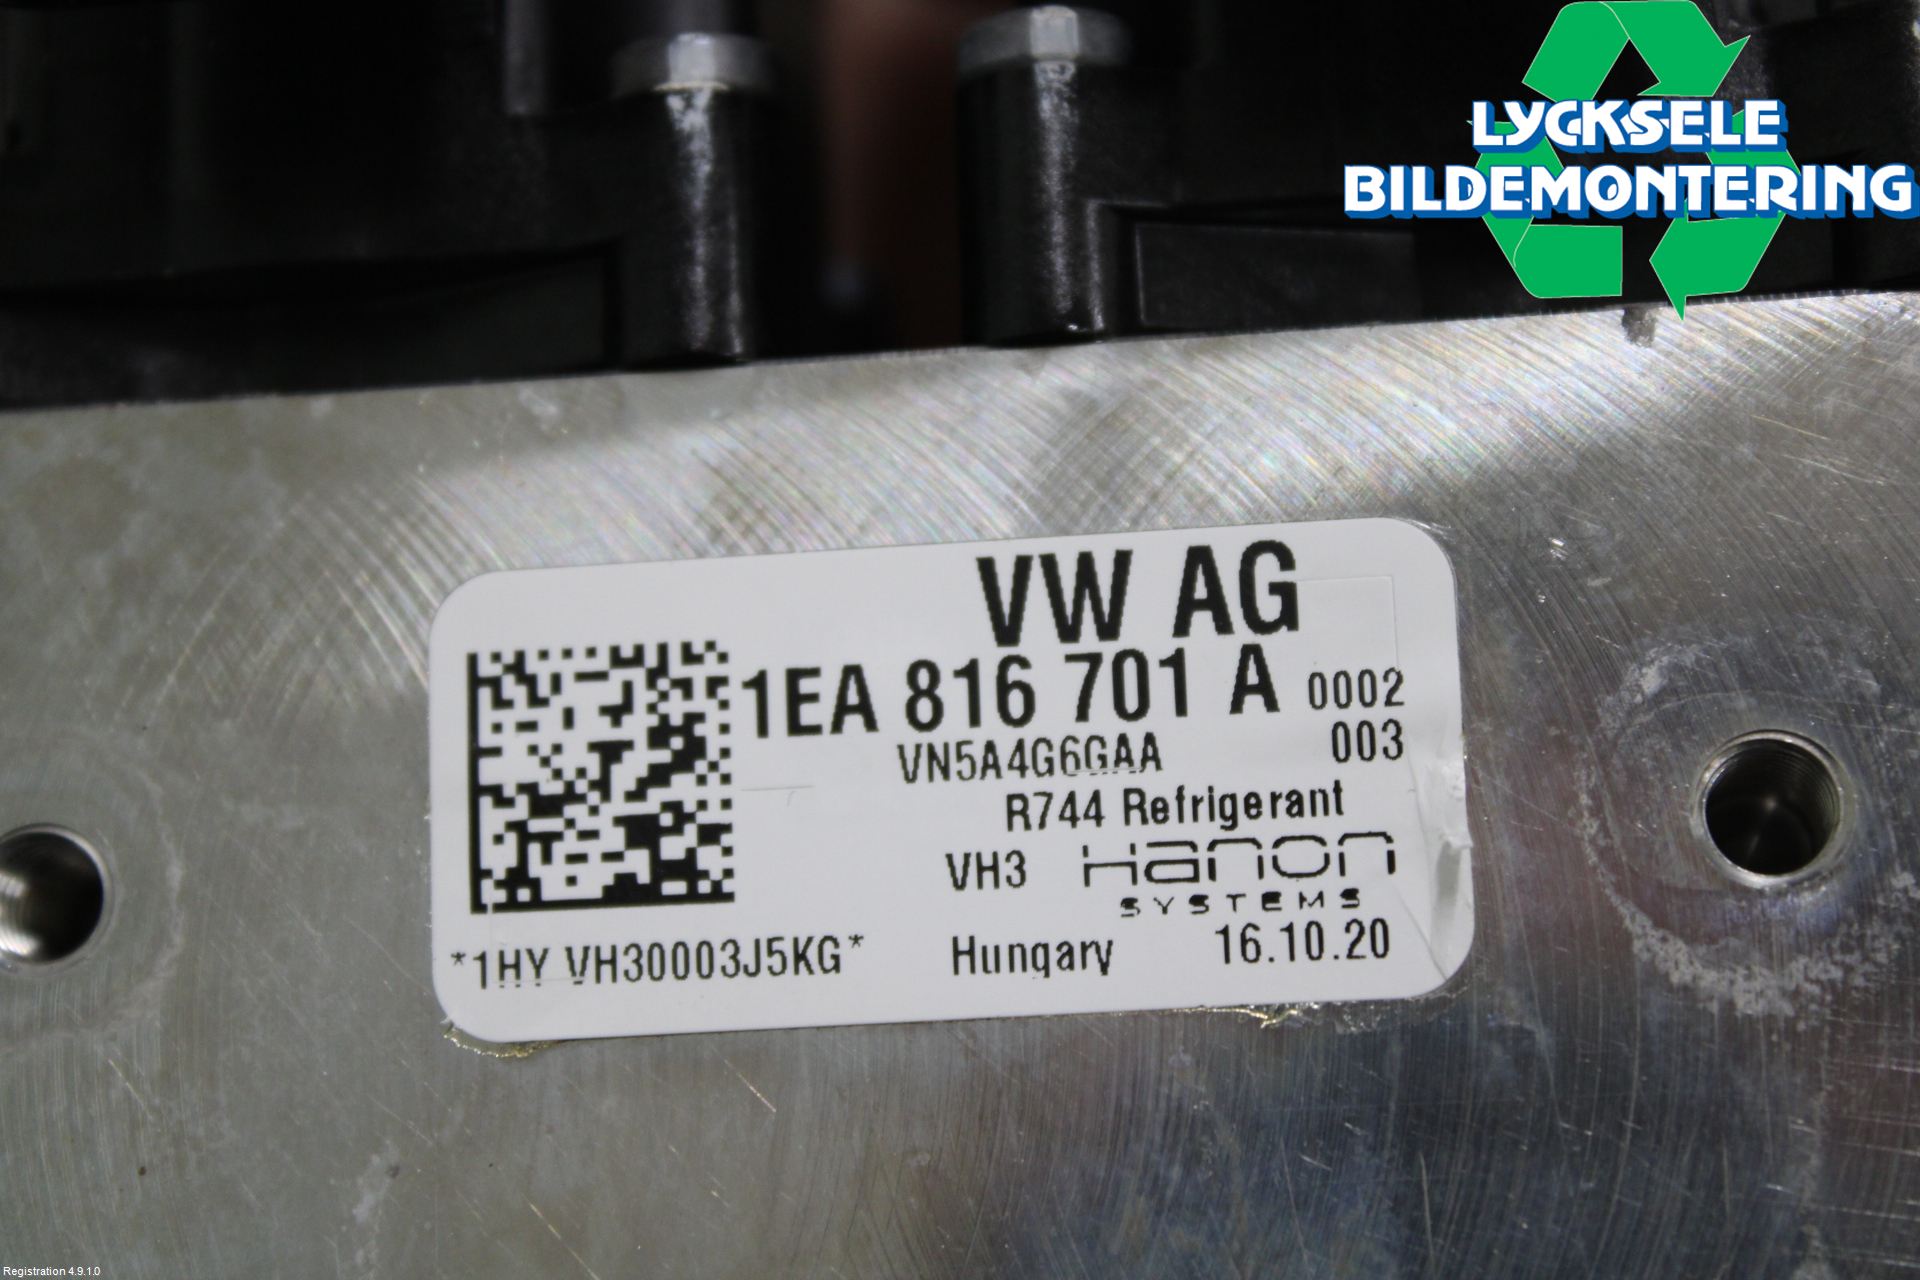 LYCKSELE
BILDEMONTERING
VW AG
1EA 816 701 A 0002
VN5A4G6GAA 003
R744 Refrigerant
VH3 Hanon
SYSTEMS
*1HY VH30003J5KG* Hungary 16.10.20
Registration 4.9.1.0